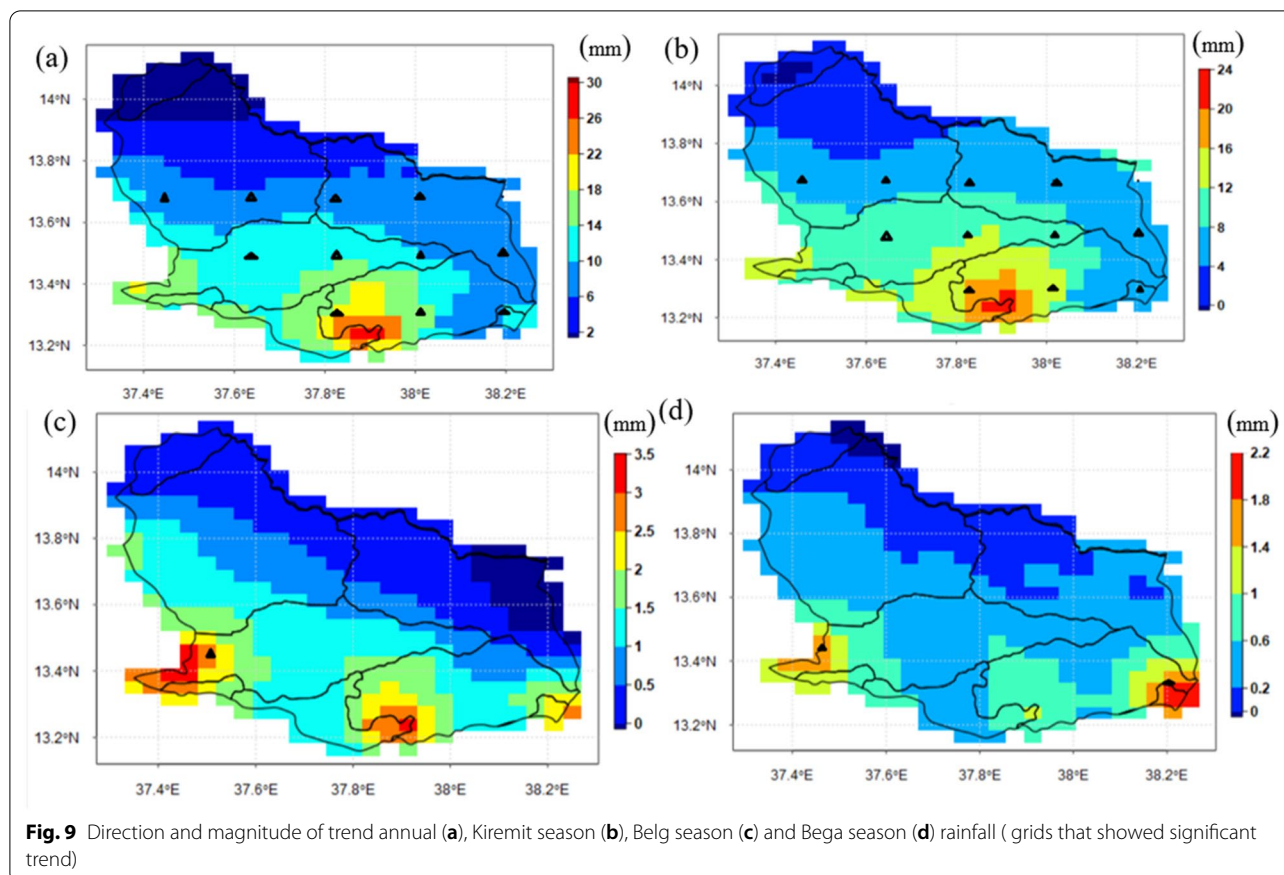 (a)
(mm)
30
26
22
18
14
10
6
2
14°N
13.8°N
13.6°N
13.4°N
13.2°N
37.4°E
37.6°E
37.8°E
38°E
38.2°E
(b)
(mm)
24
20
16
12
8
4
0
14°N
13.8°N
13.6°N
13.4°N
13.2°N
37.4°E
37.6°E
37.8°E
38°E
38.2°E
(c)
(mm)
3.5
3
2.5
2
1.5
1
0.5
0
14°N
13.8°N
13.6°N
13.4°N
13.2°N
37.4°E
37.6°E
37.8°E
38°E
38.2°E
(d)
(mm)
2.2
1.8
1.4
1
0.6
0.2
0
14°N
13.8°N
13.6°N
13.4°N
13.2°N
37.4°E
37.6°E
37.8°E
38°E
38.2°E
Fig. 9 Direction and magnitude of trend annual (a), Kiremit season (b), Belg season (c) and Bega season (d) rainfall ( grids that showed significant
trend)